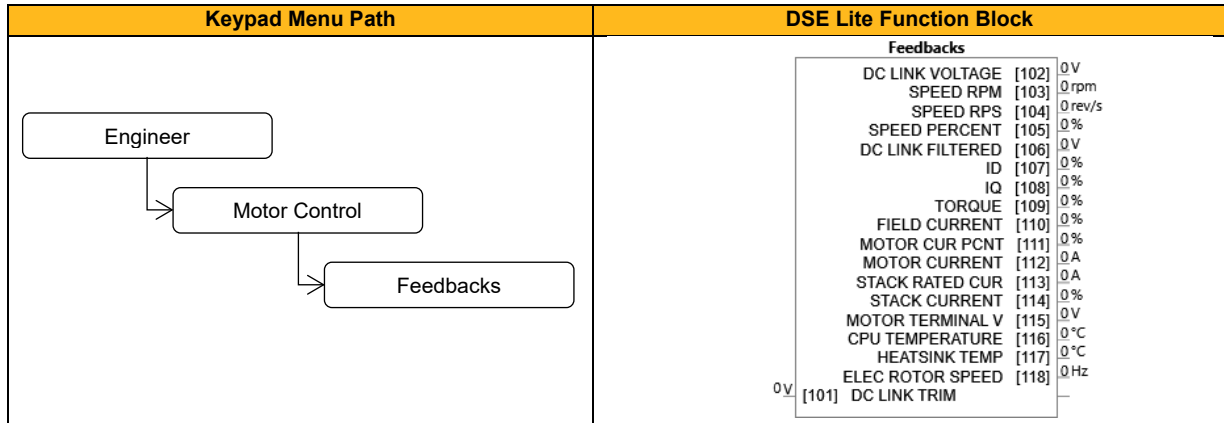 Keypad Menu Path
DSE Lite Function Block
Engineer
Motor Control
Feedbacks
Feedbacks
DC LINK VOLTAGE [102] 0 V
SPEED RPM [103] 0 rpm
SPEED RPS [104] 0 rev/s
SPEED PERCENT [105] 0 %
DC LINK FILTERED [106] 0 V
ID [107] 0 %
IQ [108] 0 %
TORQUE [109] 0 %
FIELD CURRENT [110] 0 %
MOTOR CUR PCNT [111] 0 %
MOTOR CURRENT [112] 0 A
STACK RATED CUR [113] 0 A
STACK CURRENT [114] 0 %
MOTOR TERMINAL V [115] 0 V
CPU TEMPERATURE [116] 0 °C
HEATSINK TEMP [117] 0 °C
ELEC ROTOR SPEED [118] 0 Hz
0 V [101] DC LINK TRIM